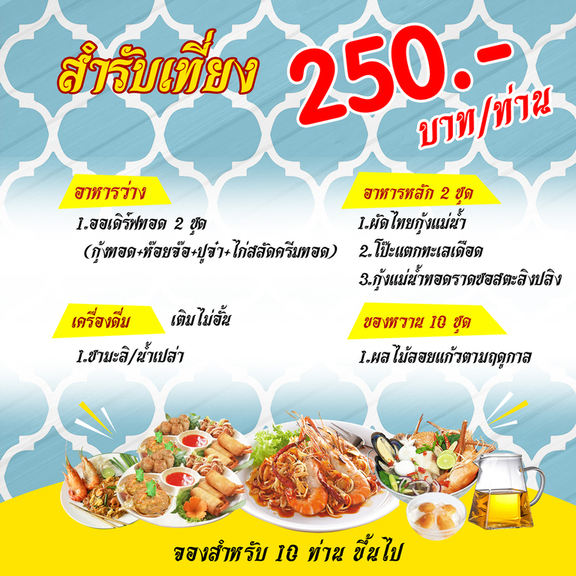 สำรับเที่ยง
250.-
บาท/ท่าน
อาหารว่าง
1.ออเดิร์ฟทอด 2 ชุด
(กุ้งทอด+ท๊อยจ๊อ+ปูจ๋า+ไก่สลัดครีมทอด)
อาหารหลัก 2 ชุด
1.ผัดไทยกุ้งแม่น้ำ
2.โป๊ะแตกทะเลเดือด
3.กุ้งแม่น้ำทอดราดซอสตะลิงปลิง
เครื่องดื่ม เติมไม่อั้น
1.ชามะลิ/น้ำเปล่า
ของหวาน 10 ชุด
1.ผลไม้ลอยแก้วตามฤดูกาล
จองสำหรับ 10 ท่าน ขึ้นไป